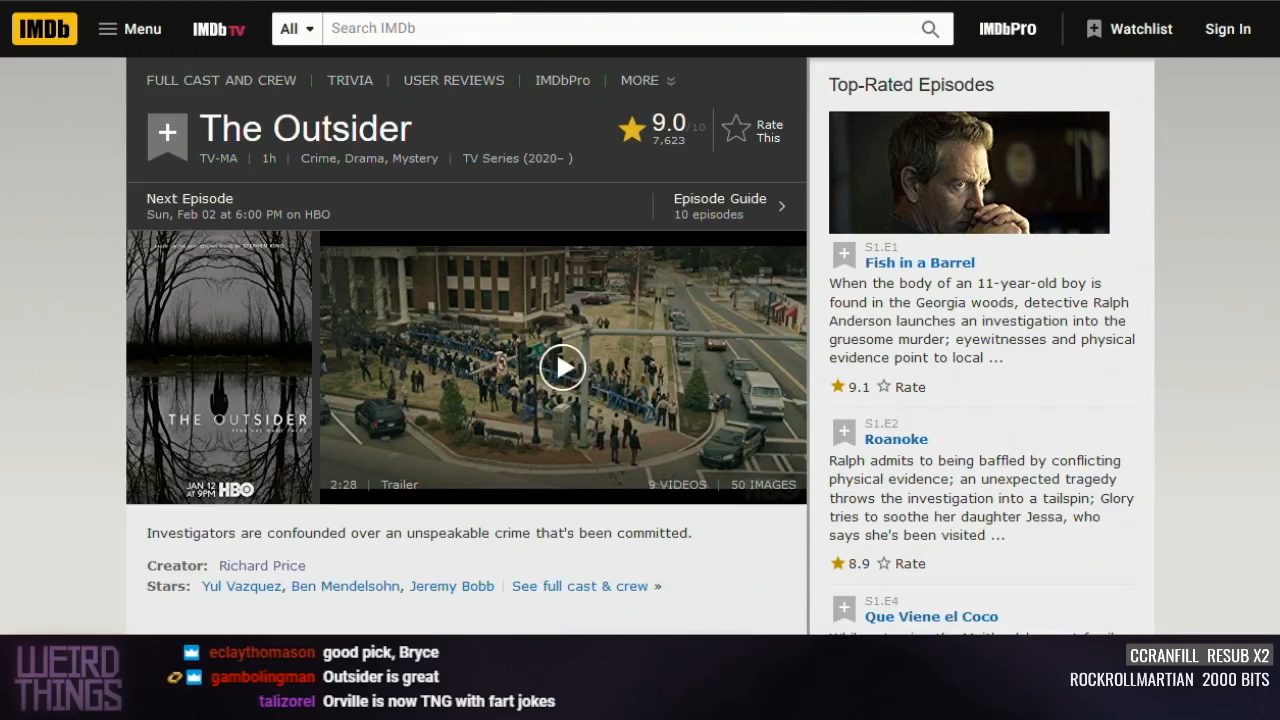 IMDb
Menu
IMDb TV
All
Search IMDb
IMDbPro
Watchlist
Sign In
FULL CAST AND CREW | TRIVIA | USER REVIEWS | IMDbPro | MORE
The Outsider
TV-MA | 1h | Crime, Drama, Mystery | TV Series (2020– )
9.0/10
7,623
Rate This
Next Episode
Sun, Feb 02 at 6:00 PM on HBO
Episode Guide
10 episodes
THE OUTSIDER
JAN 12
AT 9PM HBO
2:28 | Trailer
9 VIDEOS | 50 IMAGES
Investigators are confounded over an unspeakable crime that's been committed.
Creator: Richard Price
Stars: Yul Vazquez, Ben Mendelsohn, Jeremy Bobb | See full cast & crew »
Top-Rated Episodes
S1.E1
Fish in a Barrel
When the body of an 11-year-old boy is
found in the Georgia woods, detective Ralph
Anderson launches an investigation into the
gruesome murder; eyewitnesses and physical
evidence point to local ...
9.1 Rate
S1.E2
Roanoke
Ralph admits to being baffled by conflicting
physical evidence; an unexpected tragedy
throws the investigation into a tailspin; Glory
tries to soothe her daughter Jessa, who
says she's been visited ...
8.9 Rate
S1.E4
Que Viene el Coco
WEIRD
THINGS
eclaythomason good pick, Bryce
gambolingman Outsider is great
talizorel Orville is now TNG with fart jokes
CCRANFILL RESUB X2
ROCKROLLMARTIAN 2000 BITS